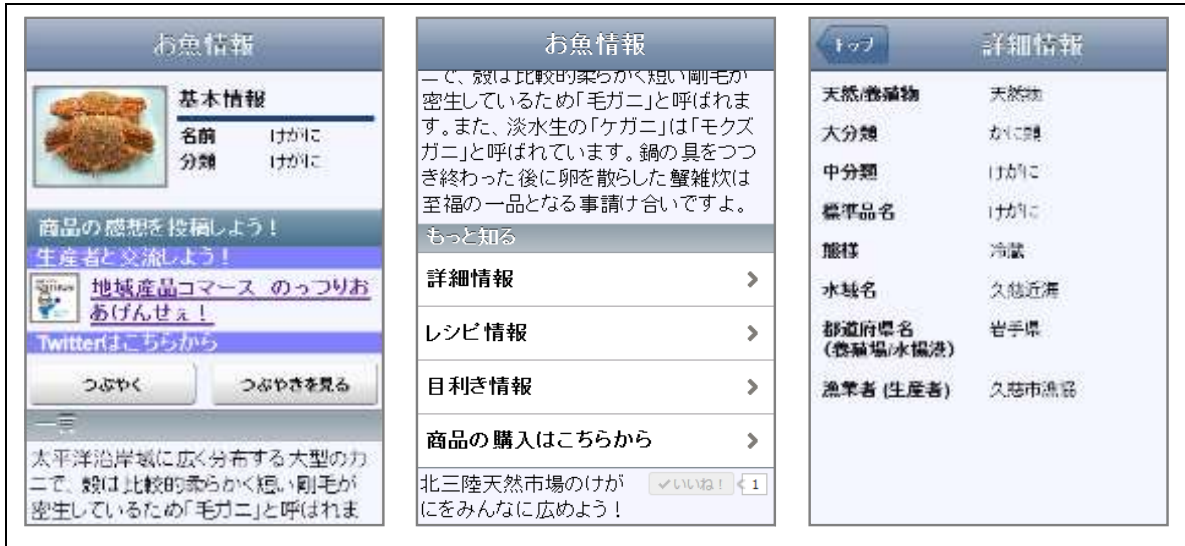 お魚情報
基本情報
名前 けがに
分類 けがに
商品の感想を投稿しよう！
生産者と交流しよう！
地域産品コマース のっつりお
あげんせぇ！
Twitterはこちらから
つぶやく つぶやきを見る
一言
太平洋沿岸域に広く分布する大型のカ
ニで、殻は比較的柔らかく短い剛毛が
密生しているため「毛ガニ」と呼ばれま
お魚情報
ニで、殻は比較的柔らかく短い剛毛が
密生しているため「毛ガニ」と呼ばれま
す。また、淡水生の「ケガニ」は「モクズ
ガニ」と呼ばれています。鍋の具をつつ
き終わった後に卵を散らした蟹雑炊は
至福の一品となる事請け合いですよ。
もっと知る
詳細情報
レシピ情報
目利き情報
商品の購入はこちらから
北三陸天然市場のけが
にをみんなに広めよう！
いいね！ 1
トップ 詳細情報
天然/養殖物 天然物
大分類 かに類
中分類 けがに
標準品名 けがに
態様 冷蔵
水域名 久慈近海
都道府県名 岩手県
(養殖場/水揚港)
漁業者 (生産者) 久慈市漁協